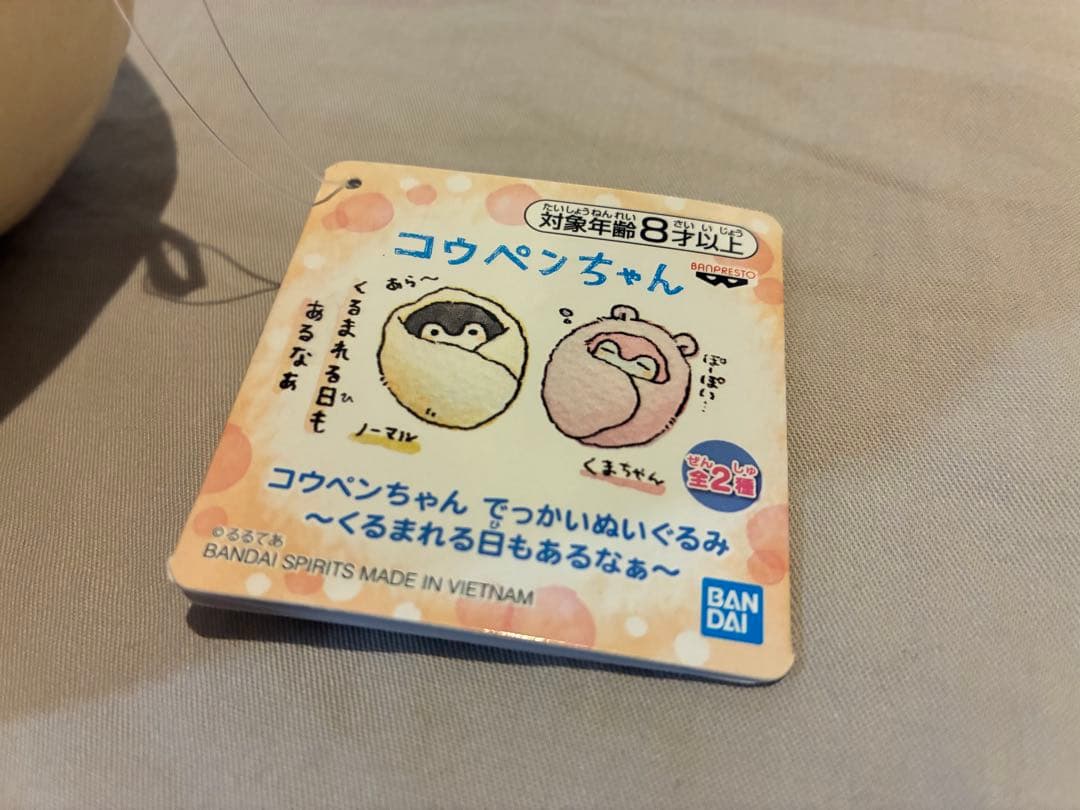 たいしょうねんれい さい いじょう
対象年齢8才以上
コウペンちゃん
BANPRESTO
あら〜
くるまれる日も
ひ
あるなぁ
ノーマル
ぽーぽい…
くまちゃん
ぜん しゅ
全2種
コウペンちゃん でっかいぬいぐるみ
ひ
〜くるまれる日もあるなぁ〜
©るるてあ
BANDAI SPIRITS MADE IN VIETNAM
BAN
DAI